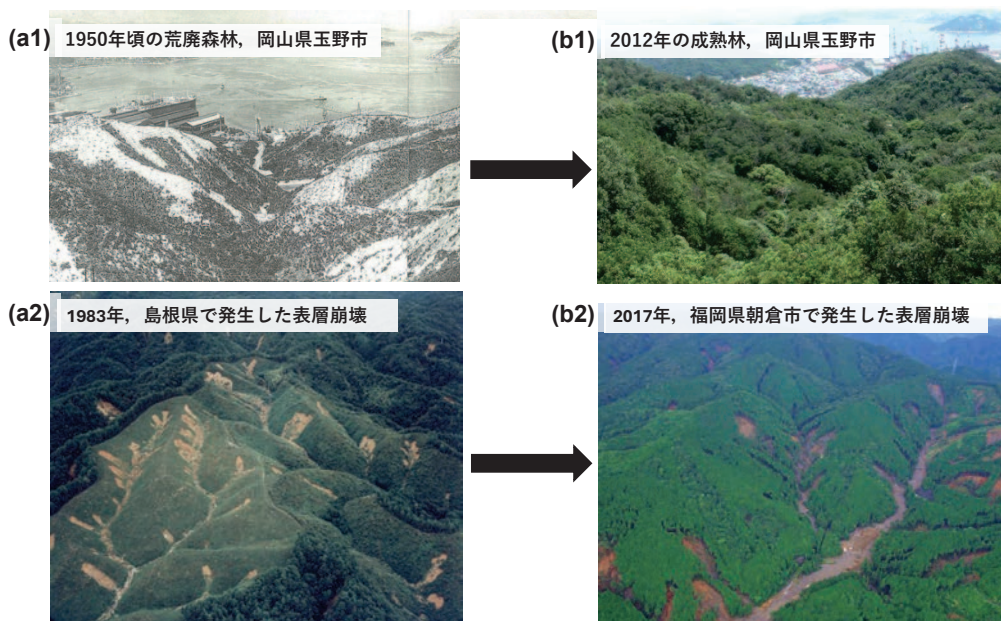 (a1) 1950年頃の荒廃森林，岡山県玉野市
(b1) 2012年の成熟林，岡山県玉野市
(a2) 1983年，島根県で発生した表層崩壊
(b2) 2017年，福岡県朝倉市で発生した表層崩壊